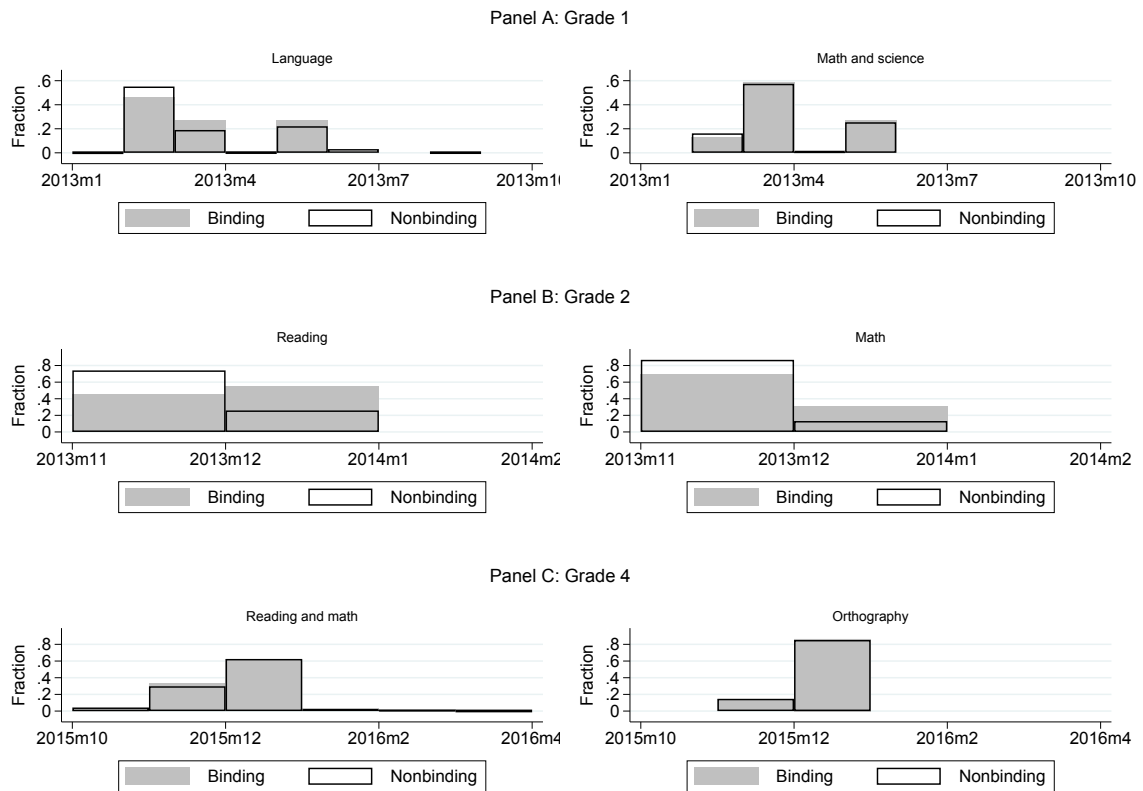 Panel A: Grade 1
Language
Fraction
.6
.4
.2
0
2013m1 2013m4 2013m7 2013m10
Binding Nonbinding
Math and science
Fraction
.6
.4
.2
0
2013m1 2013m4 2013m7 2013m10
Binding Nonbinding
Panel B: Grade 2
Reading
Fraction
.8
.6
.4
.2
0
2013m11 2013m12 2014m1 2014m2
Binding Nonbinding
Math
Fraction
.8
.6
.4
.2
0
2013m11 2013m12 2014m1 2014m2
Binding Nonbinding
Panel C: Grade 4
Reading and math
Fraction
.8
.6
.4
.2
0
2015m10 2015m12 2016m2 2016m4
Binding Nonbinding
Orthography
Fraction
.8
.6
.4
.2
0
2015m10 2015m12 2016m2 2016m4
Binding Nonbinding